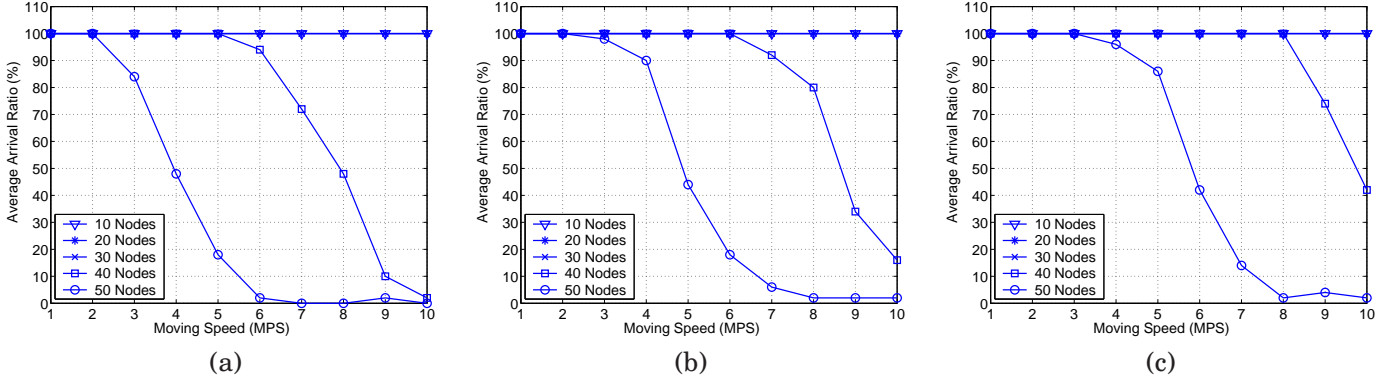 110
100
90
80
70
60
50
40
30
20
10
0
Average Arrival Ratio (%)
10 Nodes
20 Nodes
30 Nodes
40 Nodes
50 Nodes
1 2 3 4 5 6 7 8 9 10
Moving Speed (MPS)
(a)
110
100
90
80
70
60
50
40
30
20
10
0
Average Arrival Ratio (%)
10 Nodes
20 Nodes
30 Nodes
40 Nodes
50 Nodes
1 2 3 4 5 6 7 8 9 10
Moving Speed (MPS)
(b)
110
100
90
80
70
60
50
40
30
20
10
0
Average Arrival Ratio (%)
10 Nodes
20 Nodes
30 Nodes
40 Nodes
50 Nodes
1 2 3 4 5 6 7 8 9 10
Moving Speed (MPS)
(c)